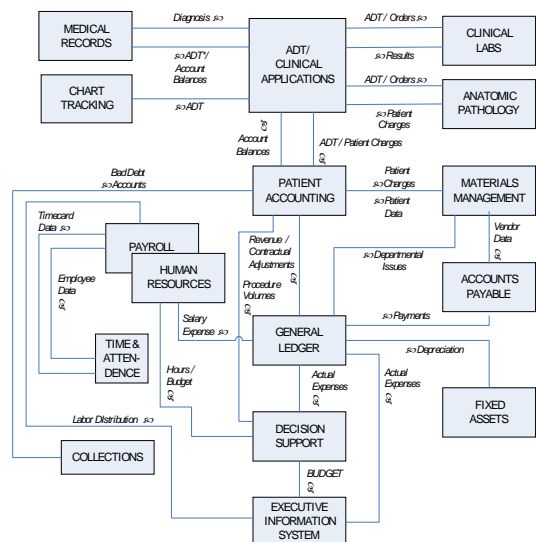 MEDICAL
RECORDS
Diagnosis ∞
∞ADT*/
Account
Balances
ADT/
CLINICAL
APPLICATIONS
ADT / Orders ∞
∞Results
CLINICAL
LABS
CHART
TRACKING
∞ADT
ADT / Orders ∞
∞Patient
Charges
ANATOMIC
PATHOLOGY
Account
Balances
ADT / Patient Charges
Bad Debt
∞Accounts
PATIENT
ACCOUNTING
Patient
∞Charges
∞Patient
Data
MATERIALS
MANAGEMENT
Timecard
Data ∞
PAYROLL
HUMAN
RESOURCES
Revenue /
Contractual
Adjustments
Procedure
Volumes
∞Departmental
Issues
Vendor
Data
ACCOUNTS
PAYABLE
Employee
Data
Salary
Expense ∞
GENERAL
LEDGER
∞Payments
∞Depreciation
TIME &
ATTEN-
DENCE
Hours /
Budget
Actual
Expenses
Actual
Expenses
FIXED
ASSETS
Labor DIstribution ∞
DECISION
SUPPORT
COLLECTIONS
BUDGET
EXECUTIVE
INFORMATION
SYSTEM